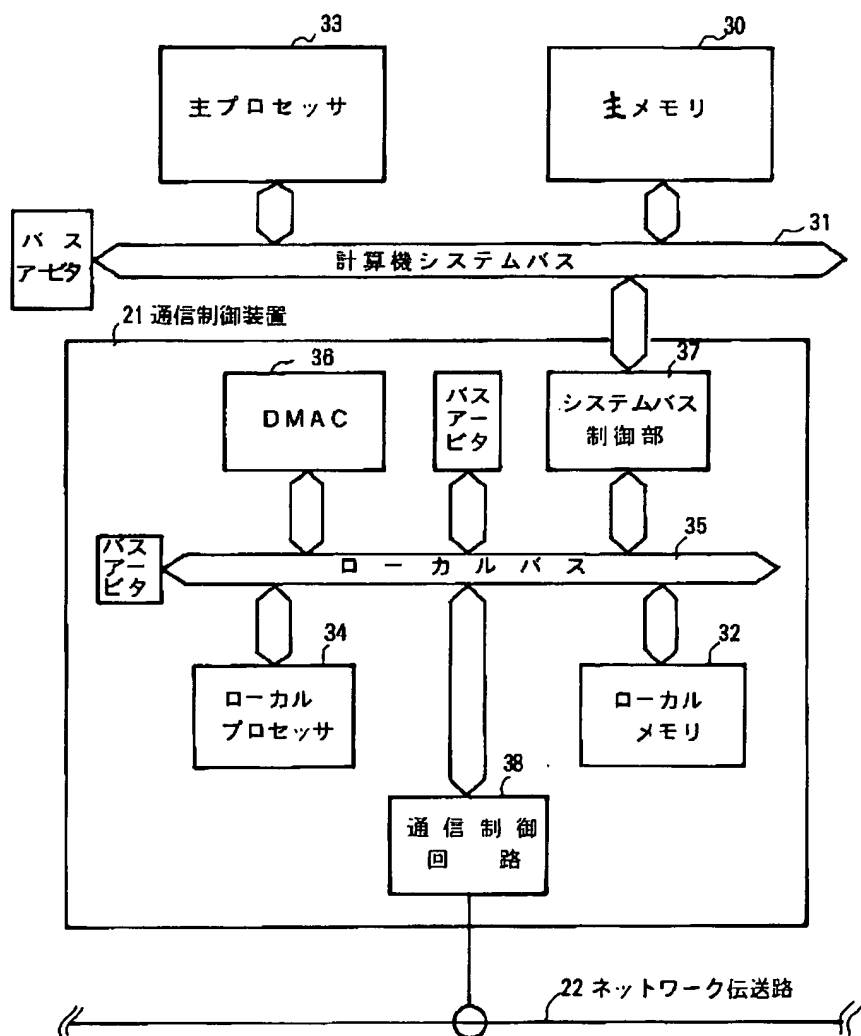 33
30
主プロセッサ
主メモリ
31
バス
アービタ
計算機システムバス
21 通信制御装置
36
37
DMAC
バス
アー
ビタ
システムバス
制御部
35
バス
アー
ビタ
ローカルバス
34
32
ローカル
プロセッサ
ローカル
メモリ
38
通信制御
回路
22 ネットワーク伝送路